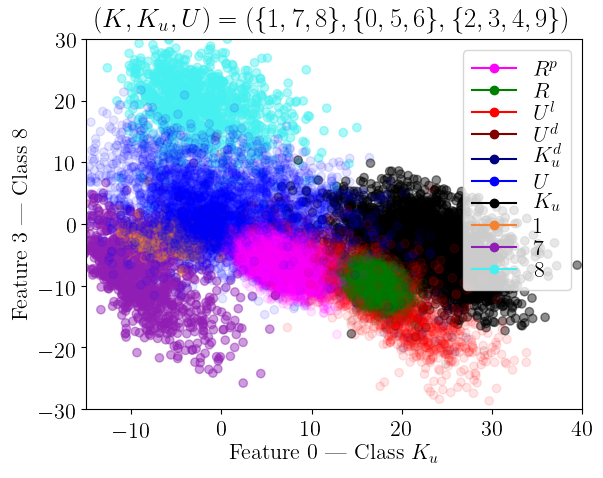 (K, K_u, U) = ({1, 7, 8}, {0, 5, 6}, {2, 3, 4, 9})
30
20
10
0
−10
−20
−30
Feature 3 — Class 8
R^p
R
U^l
U^d
K_u^d
U
K_u
1
7
8
−10 0 10 20 30 40
Feature 0 — Class K_u